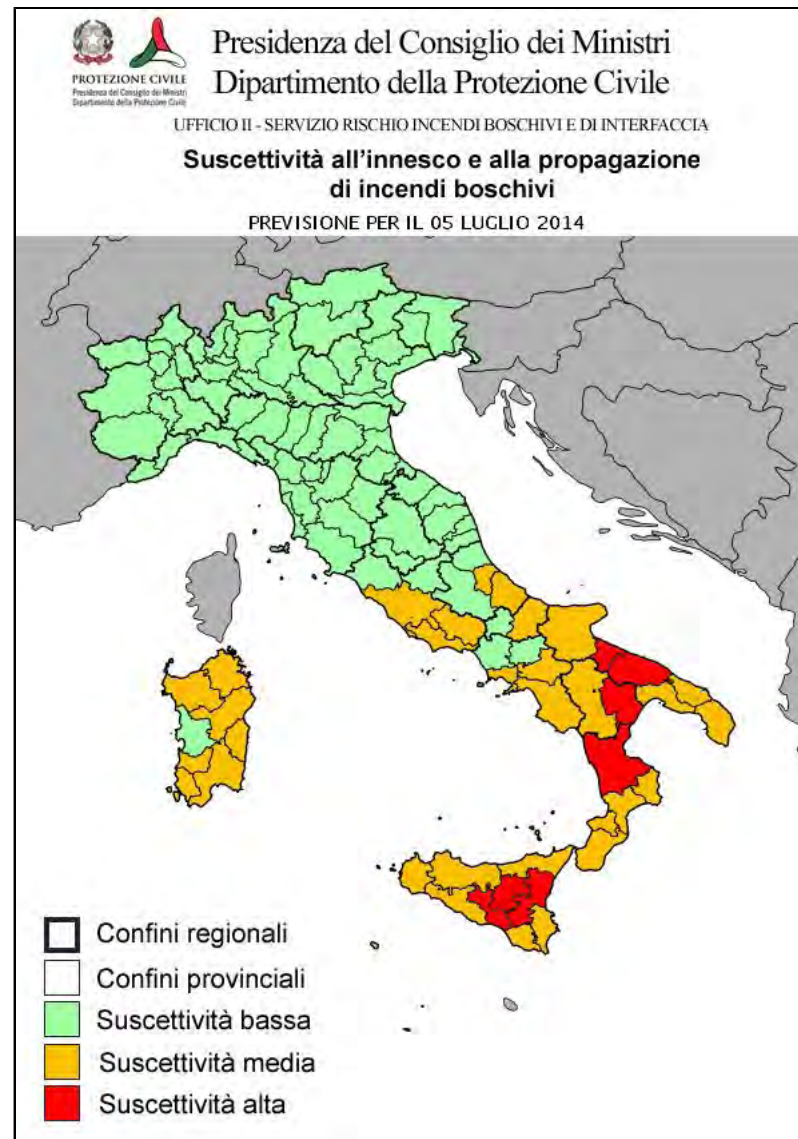 Presidenza del Consiglio dei Ministri
Dipartimento della Protezione Civile
PROTEZIONE CIVILE
Presidenza del Consiglio dei Ministri
Dipartimento della Protezione Civile
UFFICIO II - SERVIZIO RISCHIO INCENDI BOSCHIVI E DI INTERFACCIA
Suscettività all'innesco e alla propagazione
di incendi boschivi
PREVISIONE PER IL 05 LUGLIO 2014
Confini regionali
Confini provinciali
Suscettività bassa
Suscettività media
Suscettività alta